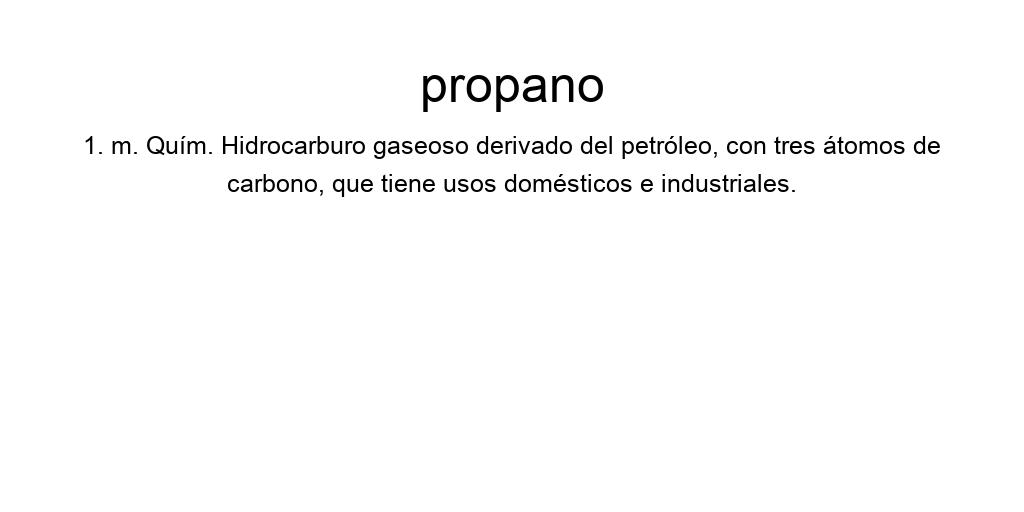 propano
1. m. Quím. Hidrocarburo gaseoso derivado del petróleo, con tres átomos de
carbono, que tiene usos domésticos e industriales.